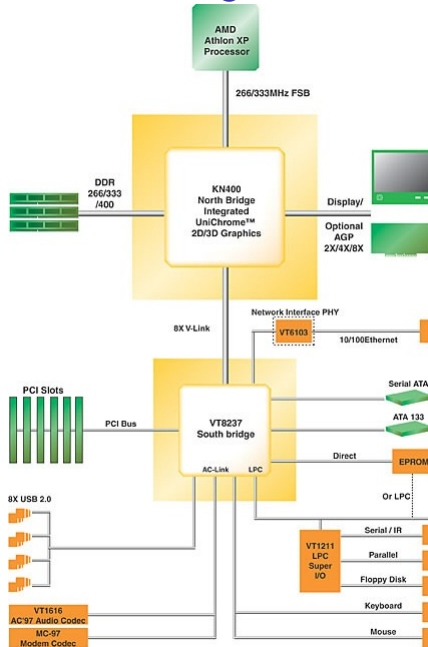 AMD
Athlon XP
Processor
266/333MHz FSB
DDR
266/333
/400
KN400
North Bridge
Integrated
UniChrome™
2D/3D Graphics
Display/
Optional
AGP
2X/4X/8X
8X V-Link
Network Interface PHY
VT6103
10/100Ethernet
PCI Slots
PCI Bus
VT8237
South bridge
AC-Link LPC
Serial ATA
ATA 133
Direct
EPROM
Or LPC
8X USB 2.0
VT1211
LPC
Super
I/O
Serial / IR
Parallel
Floppy Disk
Keyboard
Mouse
VT1616
AC'97 Audio Codec
MC-97
Modem Codec